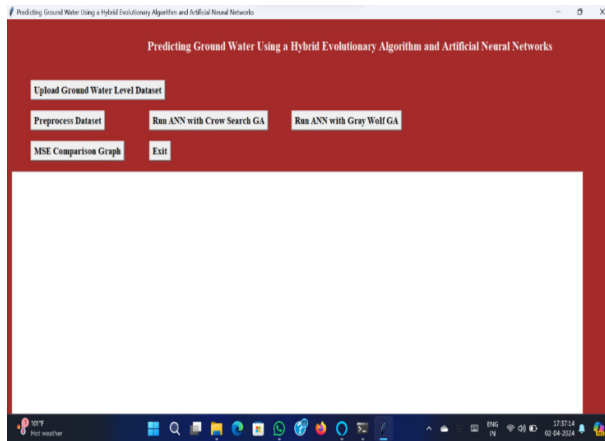 Predicting Ground Water Using a Hybrid Evolutionary Algorithm and Artificial Neural Networks
Predicting Ground Water Using a Hybrid Evolutionary Algorithm and Artificial Neural Networks
Upload Ground Water Level Dataset
Preprocess Dataset Run ANN with Crow Search GA Run ANN with Gray Wolf GA
MSE Comparison Graph Exit
101°F
Hot weather
ENG
IN
17:37:14
02-04-2024